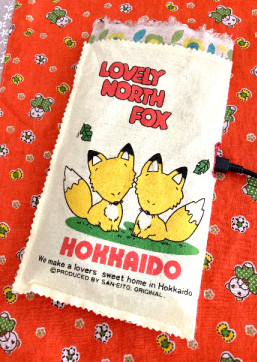 LOVELY
NORTH
FOX
HOKKAIDO
We make a lovers sweet home in Hokkaido
©PRODUCED BY SAN-EITO. ORIGINAL.